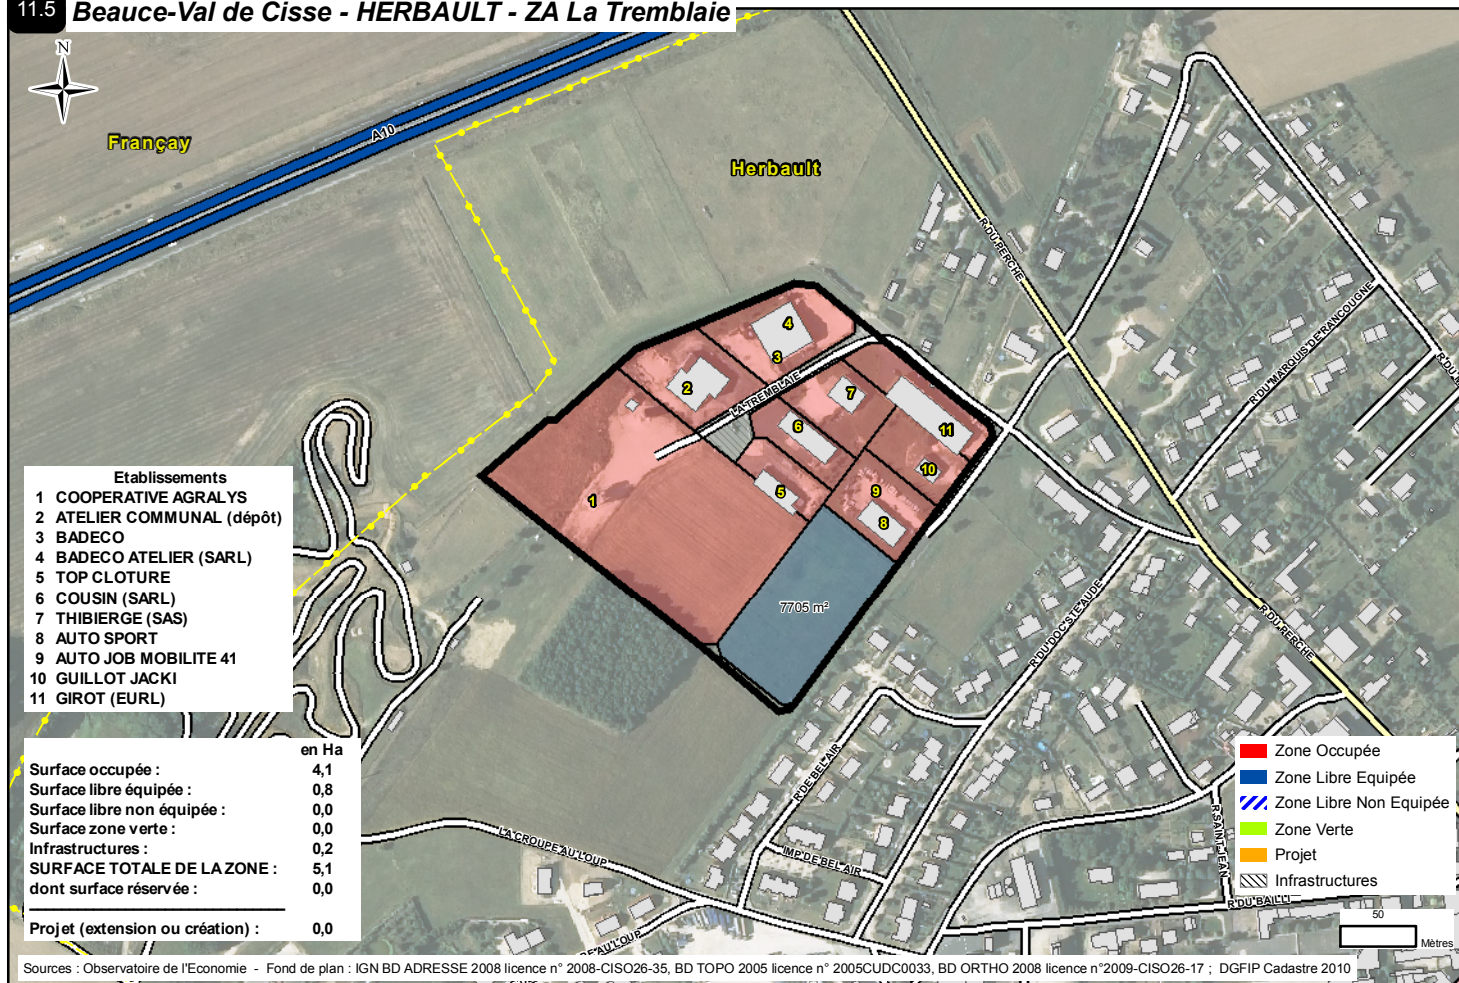 11.5 Beauce-Val de Cisse - HERBAULT - ZA La Tremblaie
N
A10
Françay
Herbault
R DU PERCHE
R DU MARQUIS DE RANCOUGNE
LA TREMBLAIE
4
3
2
7
6
11
10
5
9
8
1
7705 m²
Etablissements
1 COOPERATIVE AGRALYS
2 ATELIER COMMUNAL (dépôt)
3 BADECO
4 BADECO ATELIER (SARL)
5 TOP CLOTURE
6 COUSIN (SARL)
7 THIBIERGE (SAS)
8 AUTO SPORT
9 AUTO JOB MOBILITE 41
10 GUILLOT JACKI
11 GIROT (EURL)
R DU DOC STE AUDE
R DU PERCHE
R DE BEL AIR
IMP DE BEL AIR
LA CROUPE AU LOUP
R SAINT JEAN
R DU BAILLI
en Ha
Surface occupée : 4,1
Surface libre équipée : 0,8
Surface libre non équipée : 0,0
Surface zone verte : 0,0
Infrastructures : 0,2
SURFACE TOTALE DE LA ZONE : 5,1
dont surface réservée : 0,0
Projet (extension ou création) : 0,0
Zone Occupée
Zone Libre Equipée
Zone Libre Non Equipée
Zone Verte
Projet
Infrastructures
50
Mètres
Sources : Observatoire de l'Economie - Fond de plan : IGN BD ADRESSE 2008 licence n° 2008-CISO26-35, BD TOPO 2005 licence n° 2005CUDC0033, BD ORTHO 2008 licence n°2009-CISO26-17 ; DGFIP Cadastre 2010